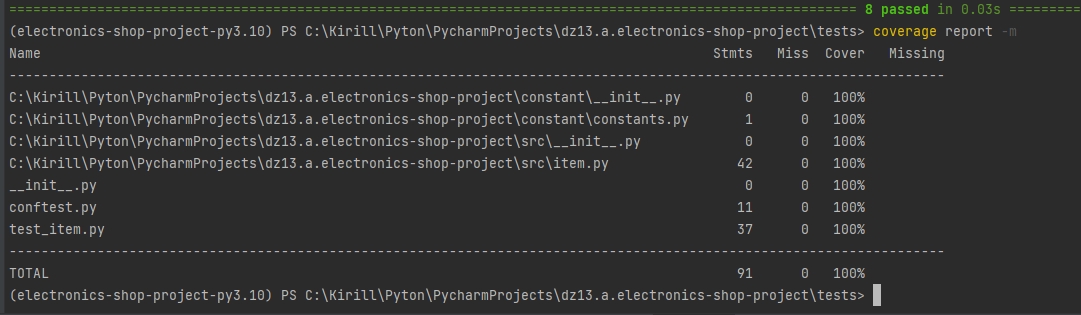 ========================================================================================================== 8 passed in 0.03s =========
(electronics-shop-project-py3.10) PS C:\Kirill\Pyton\PycharmProjects\dz13.a.electronics-shop-project\tests> coverage report -m
Name                                                                                    Stmts   Miss  Cover   Missing
---------------------------------------------------------------------------------------------------------------------
C:\Kirill\Pyton\PycharmProjects\dz13.a.electronics-shop-project\constant\__init__.py        0      0   100%
C:\Kirill\Pyton\PycharmProjects\dz13.a.electronics-shop-project\constant\constants.py       1      0   100%
C:\Kirill\Pyton\PycharmProjects\dz13.a.electronics-shop-project\src\__init__.py             0      0   100%
C:\Kirill\Pyton\PycharmProjects\dz13.a.electronics-shop-project\src\item.py                42      0   100%
__init__.py                                                                                 0      0   100%
conftest.py                                                                                11      0   100%
test_item.py                                                                               37      0   100%
---------------------------------------------------------------------------------------------------------------------
TOTAL                                                                                      91      0   100%
(electronics-shop-project-py3.10) PS C:\Kirill\Pyton\PycharmProjects\dz13.a.electronics-shop-project\tests>